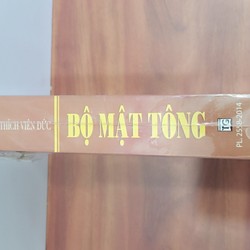 THÍCH VIÊN ĐỨC
BỘ MẬT TÔNG
PL.2558-2014